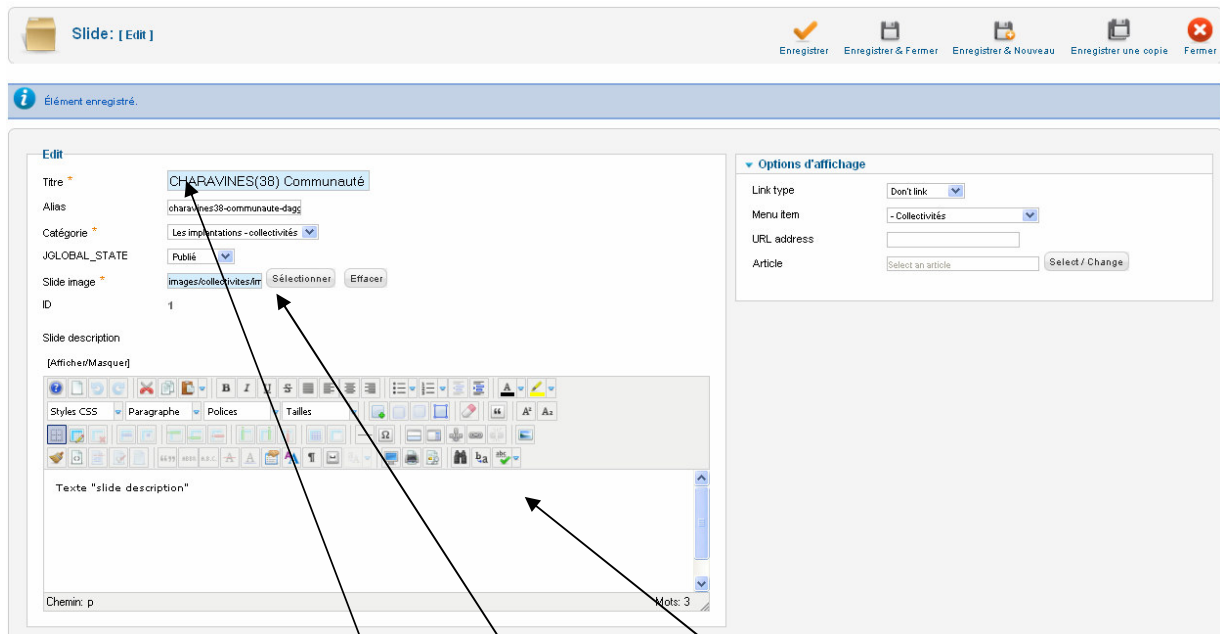 Slide: [ Edit ]
Enregistrer Enregistrer & Fermer Enregistrer & Nouveau Enregistrer une copie Fermer
Élément enregistré.
Edit
Titre * CHARAVINES(38) Communauté
Alias charavines38-communaute-dagg
Catégorie * Les implantations - collectivités
JGLOBAL_STATE Publié
Slide image * images/collectivites/im Sélectionner Effacer
ID 1
Slide description
[Afficher/Masquer]
Styles CSS Paragraphe Polices Tailles
Texte "slide description"
Chemin: p Mots: 3
Options d'affichage
Link type Don't link
Menu item - Collectivités
URL address
Article Select an article Select / Change